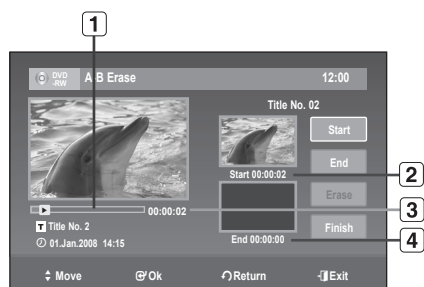 1
DVD
-RW
A B Erase
12:00
Title No. 02
Start
End
Start 00:00:02
2
Erase
00:00:02
3
T Title No. 2
Finish
01.Jan.2008 14:15
End 00:00:00
4
Move
Ok
Return
Exit